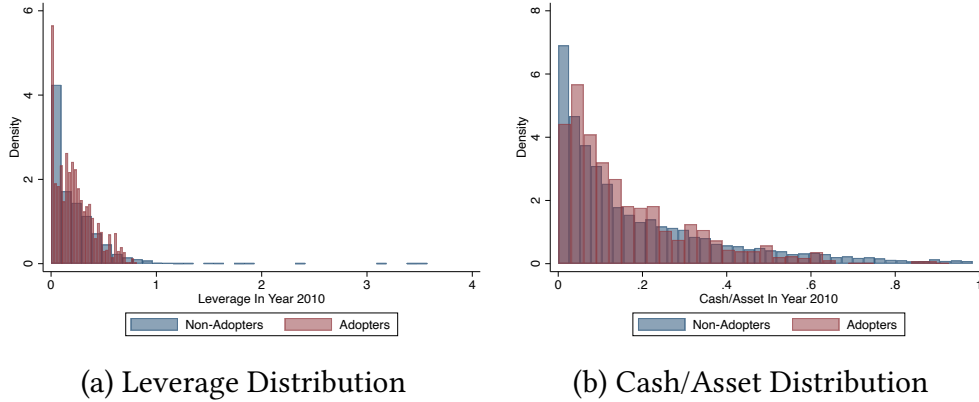 6
4
2
0
Density
0 1 2 3 4
Leverage In Year 2010
Non-Adopters Adopters
(a) Leverage Distribution
8
6
4
2
0
Density
0 .2 .4 .6 .8 1
Cash/Asset In Year 2010
Non-Adopters Adopters
(b) Cash/Asset Distribution